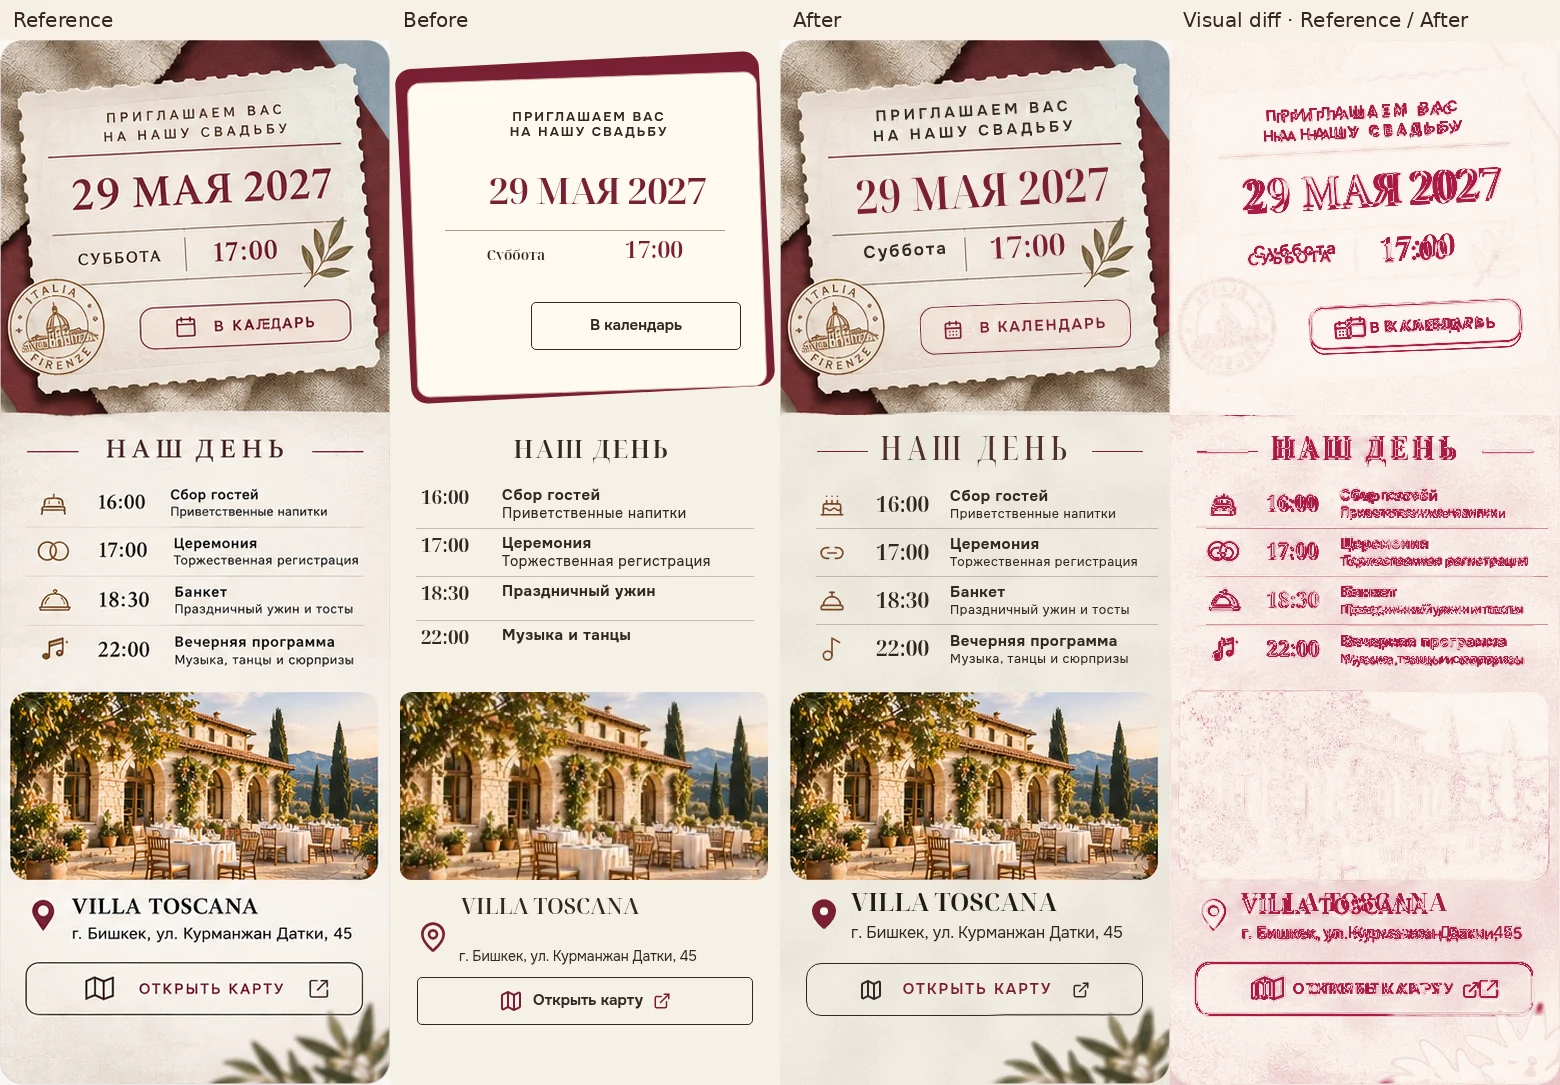 Reference
ПРИГЛАШАЕМ ВАС
НА НАШУ СВАДЬБУ
29 МАЯ 2027
СУББОТА
17:00
ITALIA
FIRENZE
В КАЛЕДАРЬ
НАШ ДЕНЬ
16:00
Сбор гостей
Приветственные напитки
17:00
Церемония
Торжественная регистрация
18:30
Банкет
Праздничный ужин и тосты
22:00
Вечерняя программа
Музыка, танцы и сюрпризы
VILLA TOSCANA
г. Бишкек, ул. Курманжан Датки, 45
ОТКРЫТЬ КАРТУ
Before
ПРИГЛАШАЕМ ВАС
НА НАШУ СВАДЬБУ
29 МАЯ 2027
Суббота
17:00
В календарь
НАШ ДЕНЬ
16:00
Сбор гостей
Приветственные напитки
17:00
Церемония
Торжественная регистрация
18:30
Праздничный ужин
22:00
Музыка и танцы
VILLA TOSCANA
г. Бишкек, ул. Курманжан Датки, 45
Открыть карту
After
ПРИГЛАШАЕМ ВАС
НА НАШУ СВАДЬБУ
29 МАЯ 2027
Суббота
17:00
ITALIA
FIRENZE
В КАЛЕНДАРЬ
НАШ ДЕНЬ
16:00
Сбор гостей
Приветственные напитки
17:00
Церемония
Торжественная регистрация
18:30
Банкет
Праздничный ужин и тосты
22:00
Вечерняя программа
Музыка, танцы и сюрпризы
VILLA TOSCANA
г. Бишкек, ул. Курманжан Датки, 45
ОТКРЫТЬ КАРТУ
Visual diff · Reference / After
29 МАЯ 2027
17:00
НАШ ДЕНЬ
16:00
17:00
18:30
22:00